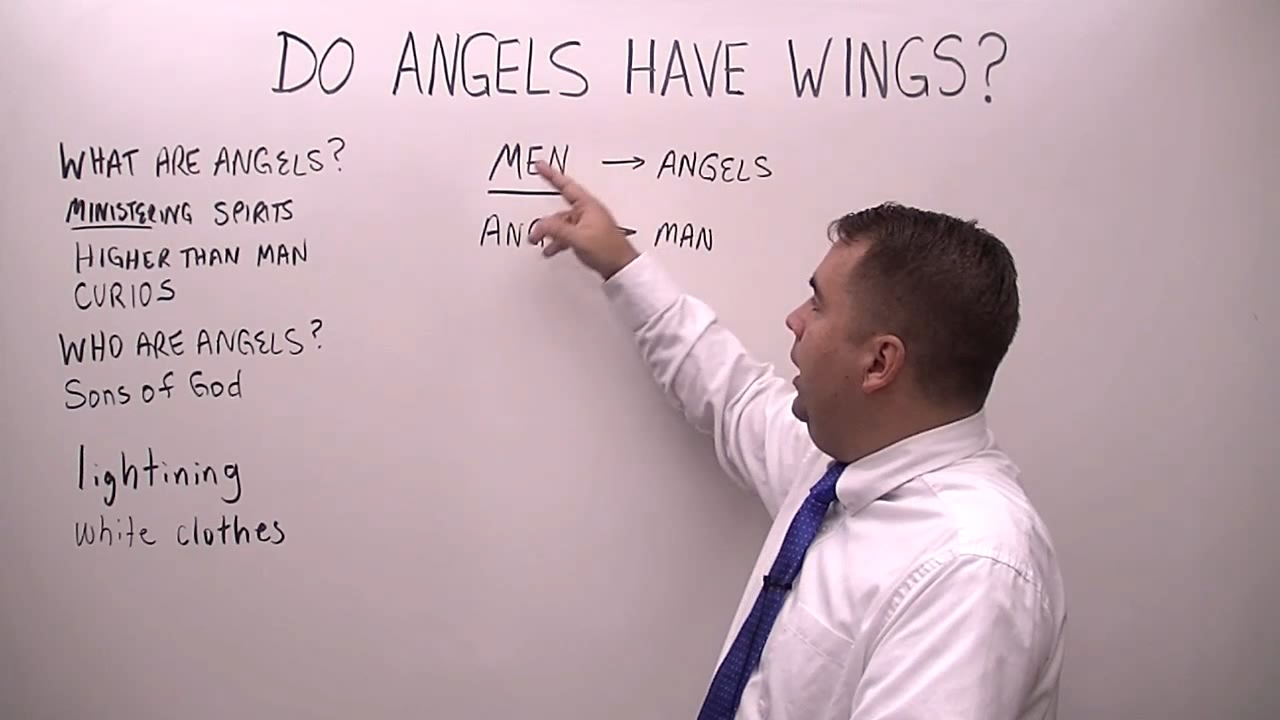 DO ANGELS HAVE WINGS?
WHAT ARE ANGELS?
MINISTERING SPIRITS
HIGHER THAN MAN
CURIOS
WHO ARE ANGELS?
Sons of God
lightining
white clothes
MEN → ANGELS
→ MAN